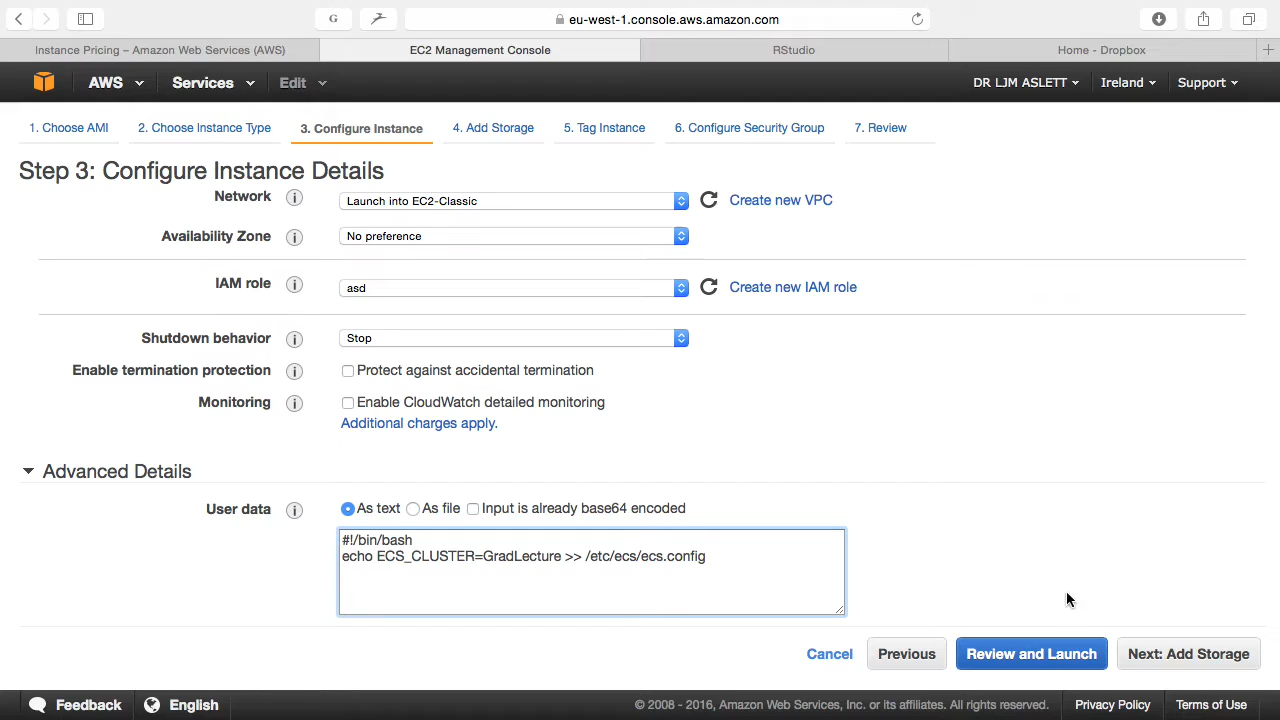 G
eu-west-1.console.aws.amazon.com
Instance Pricing – Amazon Web Services (AWS)
EC2 Management Console
RStudio
Home - Dropbox
AWS
Services
Edit
DR LJM ASLETT
Ireland
Support
1. Choose AMI
2. Choose Instance Type
3. Configure Instance
4. Add Storage
5. Tag Instance
6. Configure Security Group
7. Review
Step 3: Configure Instance Details
Network
i
Launch into EC2-Classic
Create new VPC
Availability Zone
i
No preference
IAM role
i
asd
Create new IAM role
Shutdown behavior
i
Stop
Enable termination protection
i
Protect against accidental termination
Monitoring
i
Enable CloudWatch detailed monitoring
Additional charges apply.
Advanced Details
User data
i
As text
As file
Input is already base64 encoded
#!/bin/bash
echo ECS_CLUSTER=GradLecture >> /etc/ecs/ecs.config
Cancel
Previous
Review and Launch
Next: Add Storage
Feedback
English
© 2008 - 2016, Amazon Web Services, Inc. or its affiliates. All rights reserved.
Privacy Policy
Terms of Use